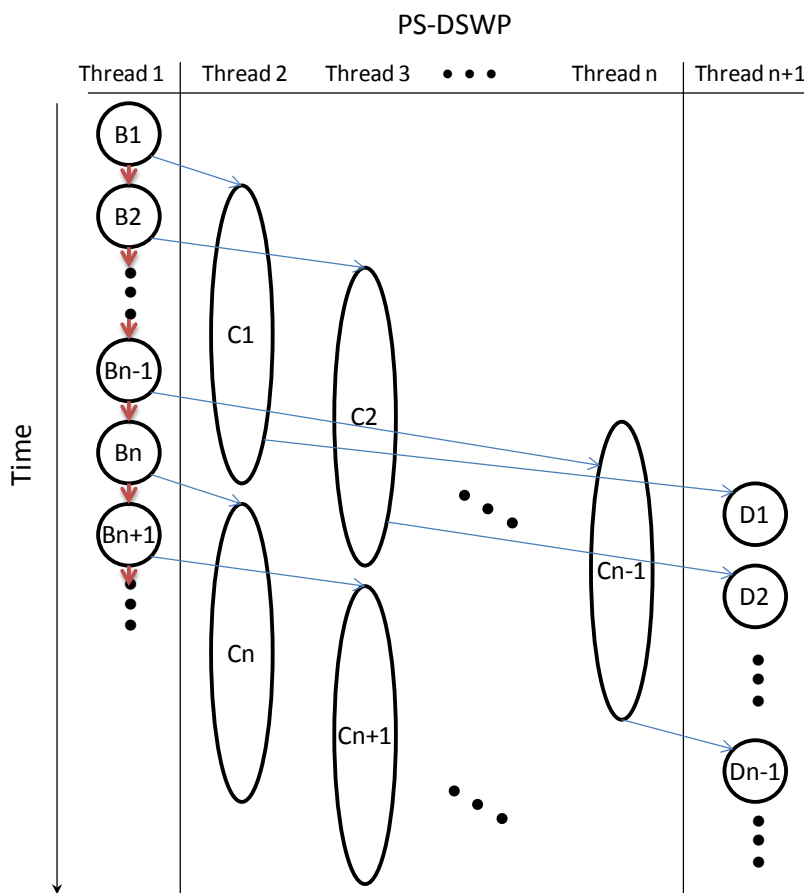 PS-DSWP
Thread 1 Thread 2 Thread 3 • • • Thread n Thread n+1
Time
B1
B2
C1
Bn-1
C2
Bn
D1
Bn+1
Cn-1
D2
Cn
Cn+1
Dn-1